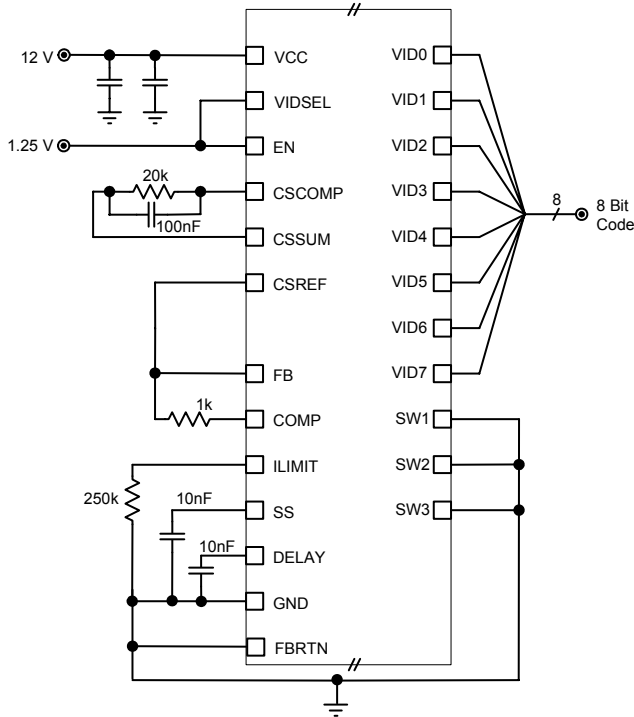 12 V
VCC
VID0
VIDSEL
VID1
1.25 V
EN
VID2
20k
CSCOMP
VID3
100nF
8
8 Bit
Code
CSSUM
VID4
CSREF
VID5
VID6
FB
VID7
1k
COMP
SW1
ILIMIT
SW2
250k
10nF
SS
SW3
10nF
DELAY
GND
FBRTN